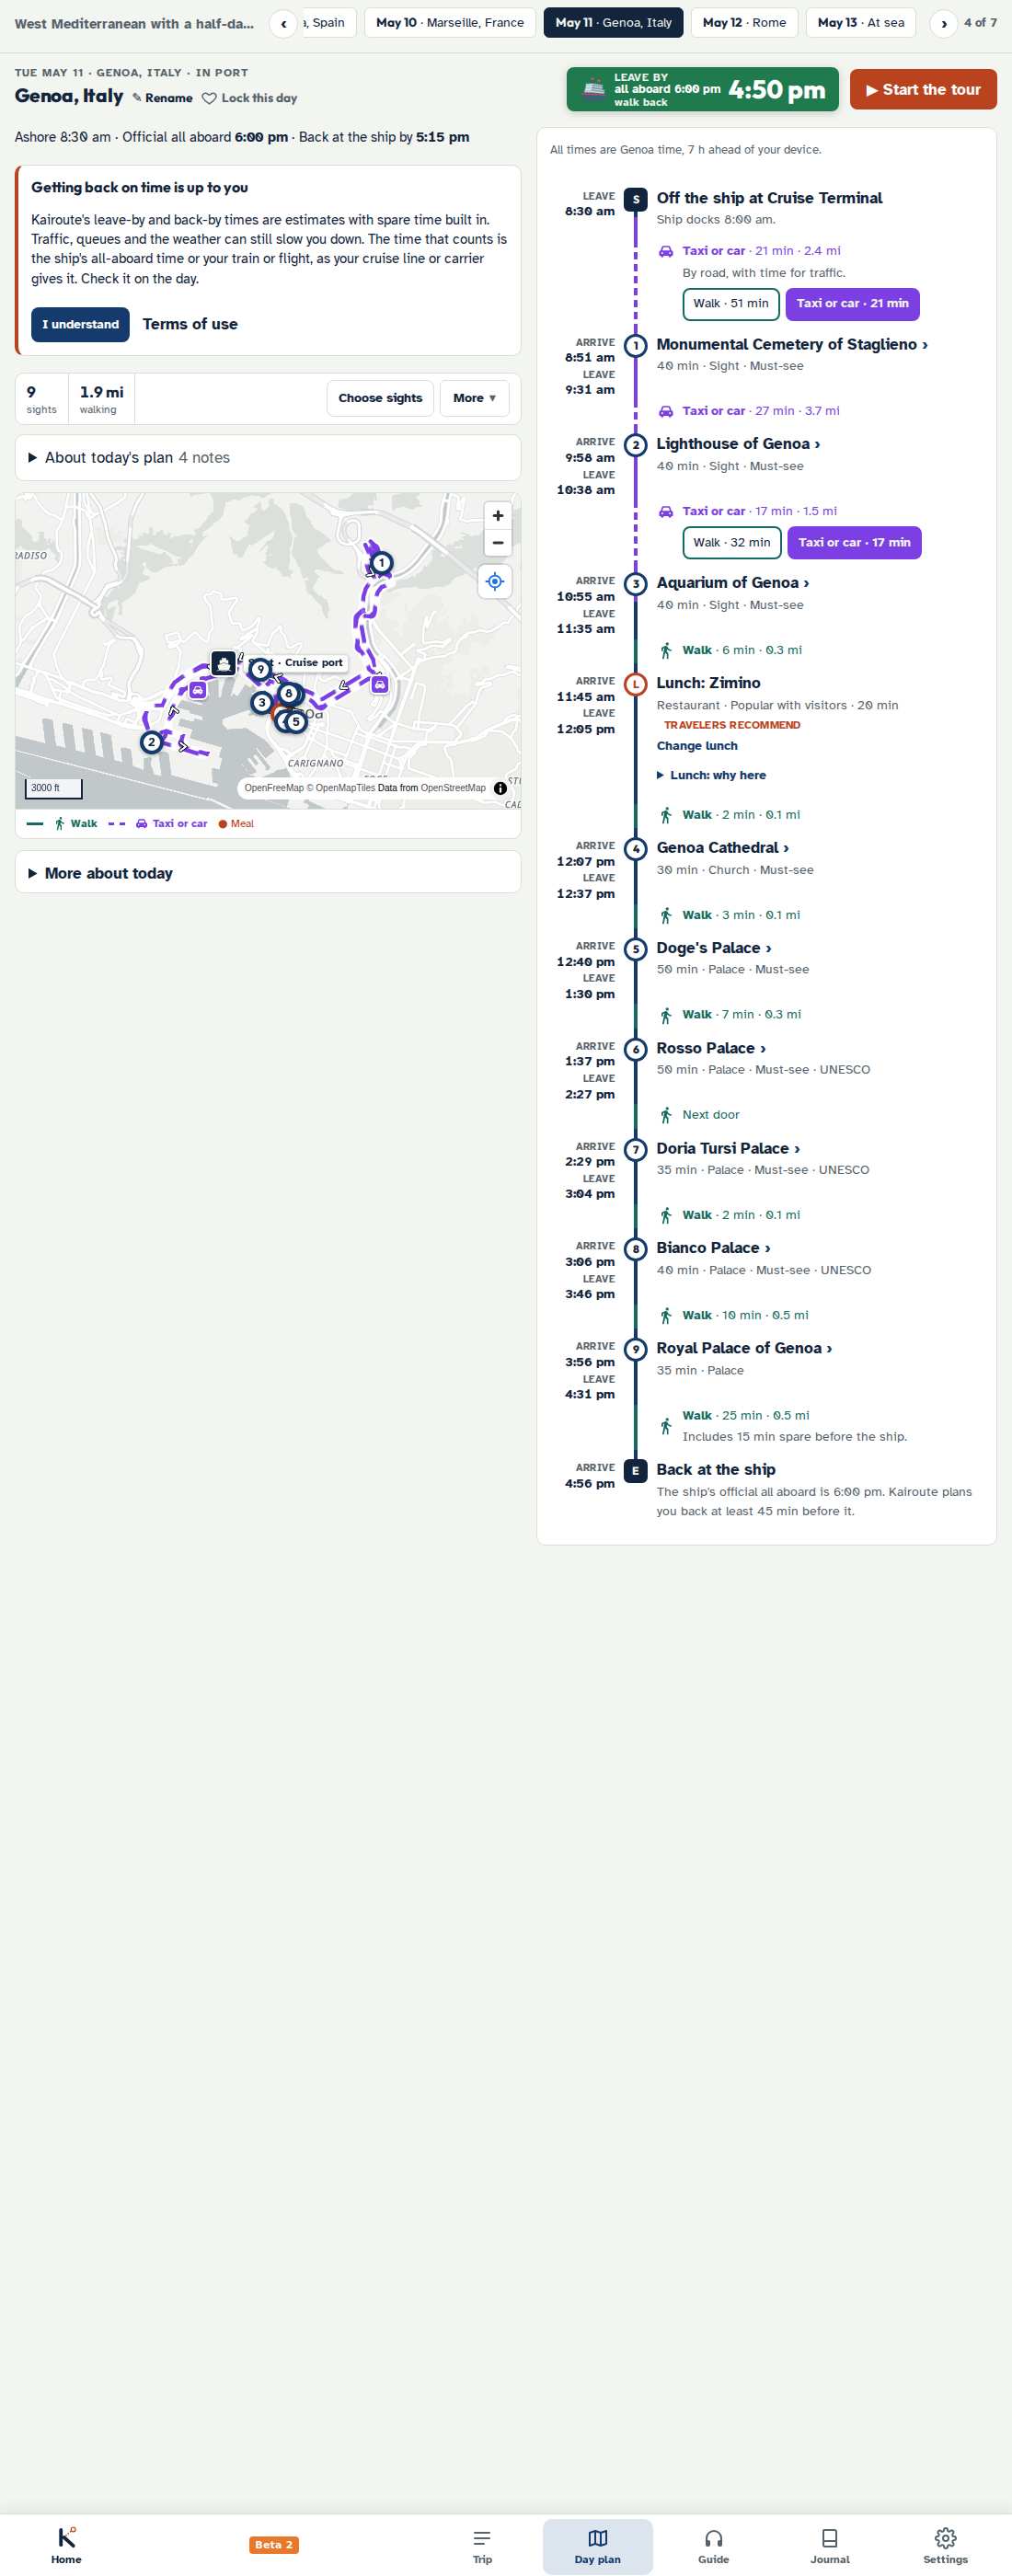 West Mediterranean with a half-da...
‹
a, Spain
May 10 · Marseille, France
May 11 · Genoa, Italy
May 12 · Rome
May 13 · At sea
›
4 of 7
TUE MAY 11 · GENOA, ITALY · IN PORT
Genoa, Italy ✎ Rename Lock this day
LEAVE BY
all aboard 6:00 pm
walk back
4:50 pm
▶ Start the tour
Ashore 8:30 am · Official all aboard 6:00 pm · Back at the ship by 5:15 pm
Getting back on time is up to you
Kairoute's leave-by and back-by times are estimates with spare time built in.
Traffic, queues and the weather can still slow you down. The time that counts is
the ship's all-aboard time or your train or flight, as your cruise line or carrier
gives it. Check it on the day.
I understand
Terms of use
9
sights
1.9 mi
walking
Choose sights
More ▼
▶ About today's plan 4 notes
RADISO
1
+
−
· Cruise port
9
8
3
5
2
CARIGNANO
3000 ft
OpenFreeMap © OpenMapTiles Data from OpenStreetMap
Walk
Taxi or car
Meal
▶ More about today
All times are Genoa time, 7 h ahead of your device.
LEAVE
8:30 am
S
Off the ship at Cruise Terminal
Ship docks 8:00 am.
Taxi or car · 21 min · 2.4 mi
By road, with time for traffic.
Walk · 51 min
Taxi or car · 21 min
ARRIVE
8:51 am
LEAVE
9:31 am
1
Monumental Cemetery of Staglieno ›
40 min · Sight · Must-see
Taxi or car · 27 min · 3.7 mi
ARRIVE
9:58 am
LEAVE
10:38 am
2
Lighthouse of Genoa ›
40 min · Sight · Must-see
Taxi or car · 17 min · 1.5 mi
Walk · 32 min
Taxi or car · 17 min
ARRIVE
10:55 am
LEAVE
11:35 am
3
Aquarium of Genoa ›
40 min · Sight · Must-see
Walk · 6 min · 0.3 mi
ARRIVE
11:45 am
LEAVE
12:05 pm
L
Lunch: Zimino
Restaurant · Popular with visitors · 20 min
TRAVELERS RECOMMEND
Change lunch
▶ Lunch: why here
Walk · 2 min · 0.1 mi
ARRIVE
12:07 pm
LEAVE
12:37 pm
4
Genoa Cathedral ›
30 min · Church · Must-see
Walk · 3 min · 0.1 mi
ARRIVE
12:40 pm
LEAVE
1:30 pm
5
Doge's Palace ›
50 min · Palace · Must-see
Walk · 7 min · 0.3 mi
ARRIVE
1:37 pm
LEAVE
2:27 pm
6
Rosso Palace ›
50 min · Palace · Must-see · UNESCO
Next door
ARRIVE
2:29 pm
LEAVE
3:04 pm
7
Doria Tursi Palace ›
35 min · Palace · Must-see · UNESCO
Walk · 2 min · 0.1 mi
ARRIVE
3:06 pm
LEAVE
3:46 pm
8
Bianco Palace ›
40 min · Palace · Must-see · UNESCO
Walk · 10 min · 0.5 mi
ARRIVE
3:56 pm
LEAVE
4:31 pm
9
Royal Palace of Genoa ›
35 min · Palace
Walk · 25 min · 0.5 mi
Includes 15 min spare before the ship.
ARRIVE
4:56 pm
E
Back at the ship
The ship's official all aboard is 6:00 pm. Kairoute plans
you back at least 45 min before it.
Home
Beta 2
Trip
Day plan
Guide
Journal
Settings